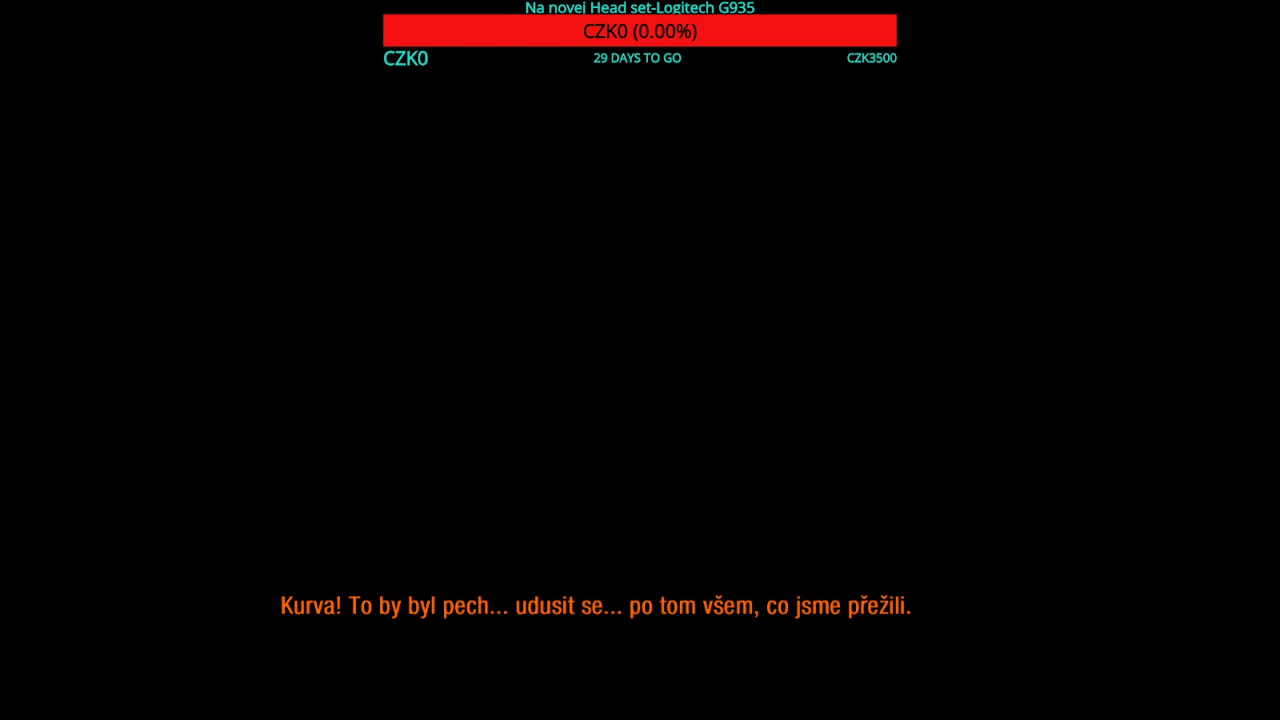 Na novej Head set-Logitech G935
CZK0 (0.00%)
CZK0 29 DAYS TO GO CZK3500
Kurva! To by byl pech... udusit se... po tom všem, co jsme přežili.